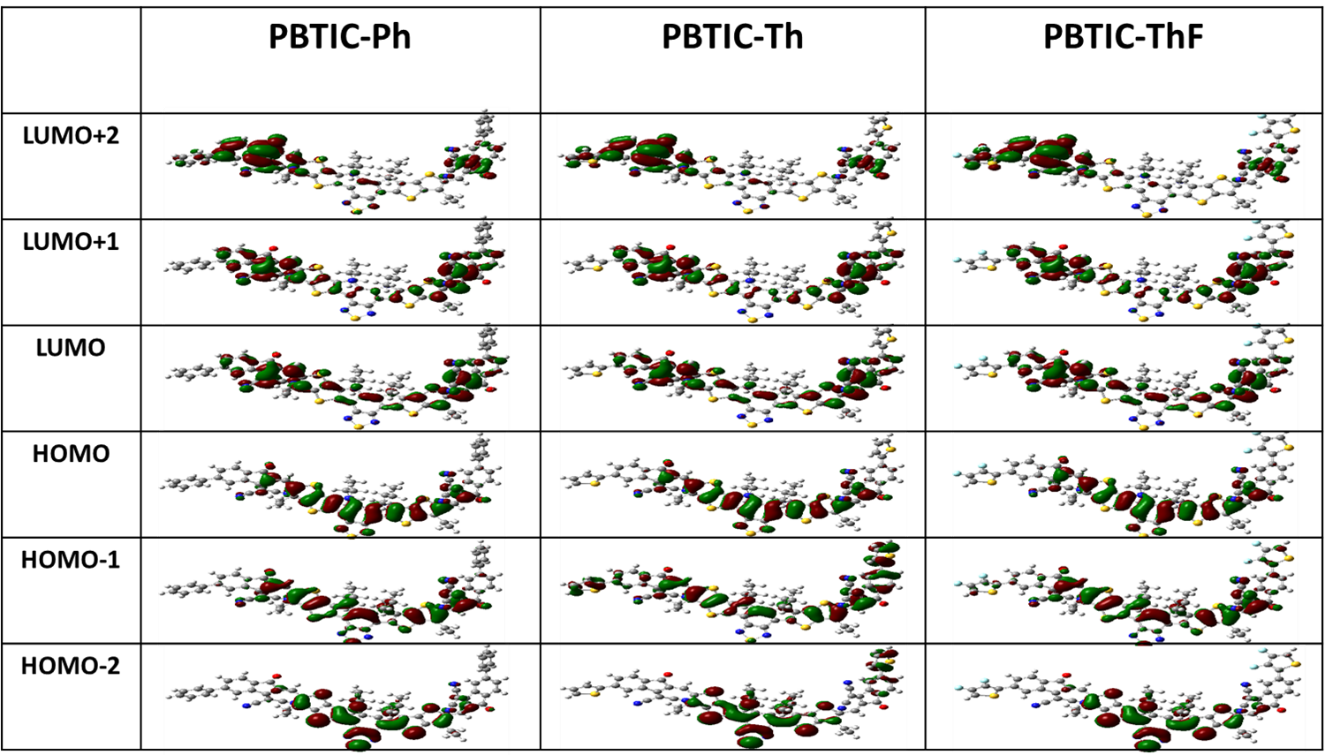 PBTIC-Ph PBTIC-Th PBTIC-ThF
LUMO+2
LUMO+1
LUMO
HOMO
HOMO-1
HOMO-2